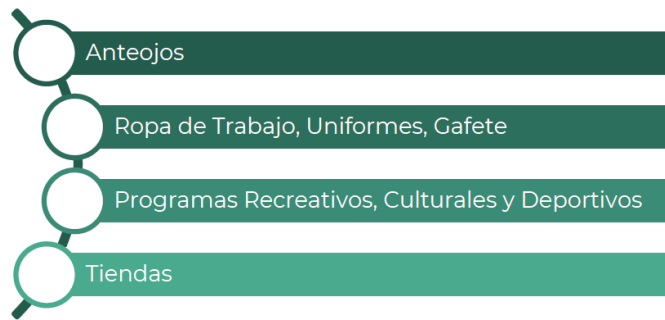 Anteojos
Ropa de Trabajo, Uniformes, Gafete
Programas Recreativos, Culturales y Deportivos
Tiendas